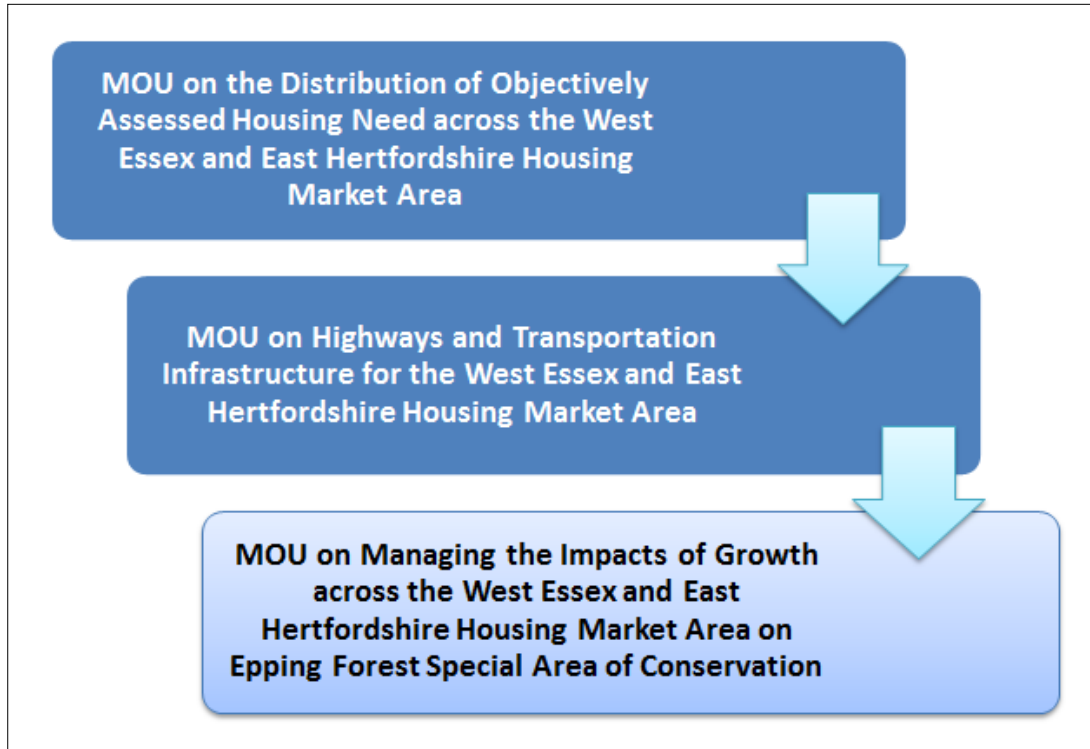 MOU on the Distribution of Objectively
Assessed Housing Need across the West
Essex and East Hertfordshire Housing
Market Area
MOU on Highways and Transportation
Infrastructure for the West Essex and East
Hertfordshire Housing Market Area
MOU on Managing the Impacts of Growth
across the West Essex and East
Hertfordshire Housing Market Area on
Epping Forest Special Area of Conservation